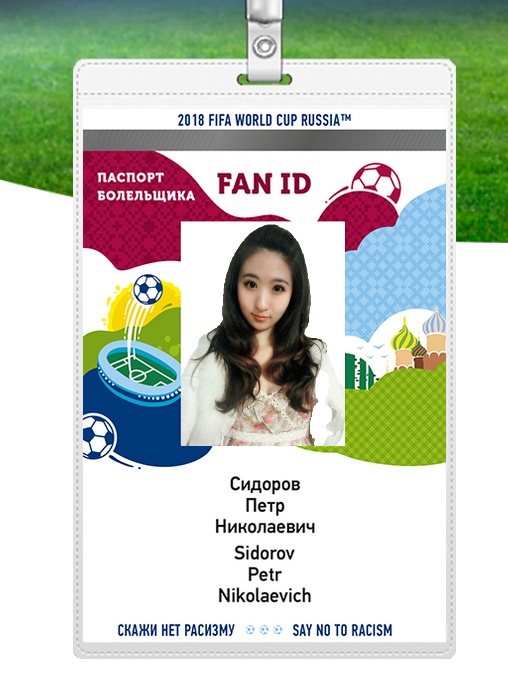 2018 FIFA WORLD CUP RUSSIA™
ПАСПОРТ
БОЛЕЛЬЩИКА
FAN ID
Сидоров
Петр
Николаевич
Sidorov
Petr
Nikolaevich
СКАЖИ НЕТ РАСИЗМУ SAY NO TO RACISM